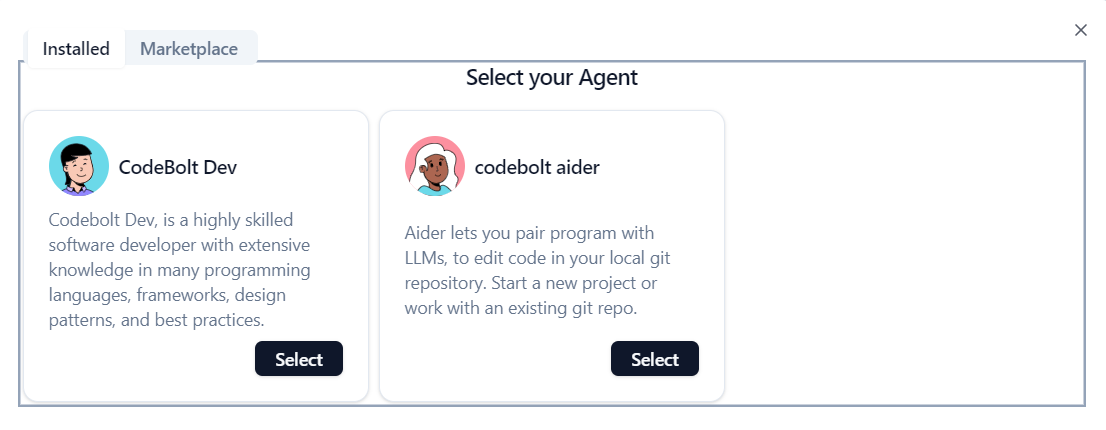 Installed
Marketplace
Select your Agent
CodeBolt Dev
Codebolt Dev, is a highly skilled
software developer with extensive
knowledge in many programming
languages, frameworks, design
patterns, and best practices.
Select
codebolt aider
Aider lets you pair program with
LLMs, to edit code in your local git
repository. Start a new project or
work with an existing git repo.
Select